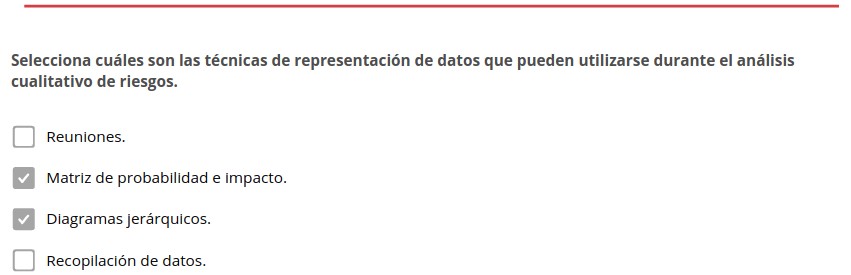 Selecciona cuáles son las técnicas de representación de datos que pueden utilizarse durante el análisis
cualitativo de riesgos.
Reuniones.
Matriz de probabilidad e impacto.
Diagramas jerárquicos.
Recopilación de datos.